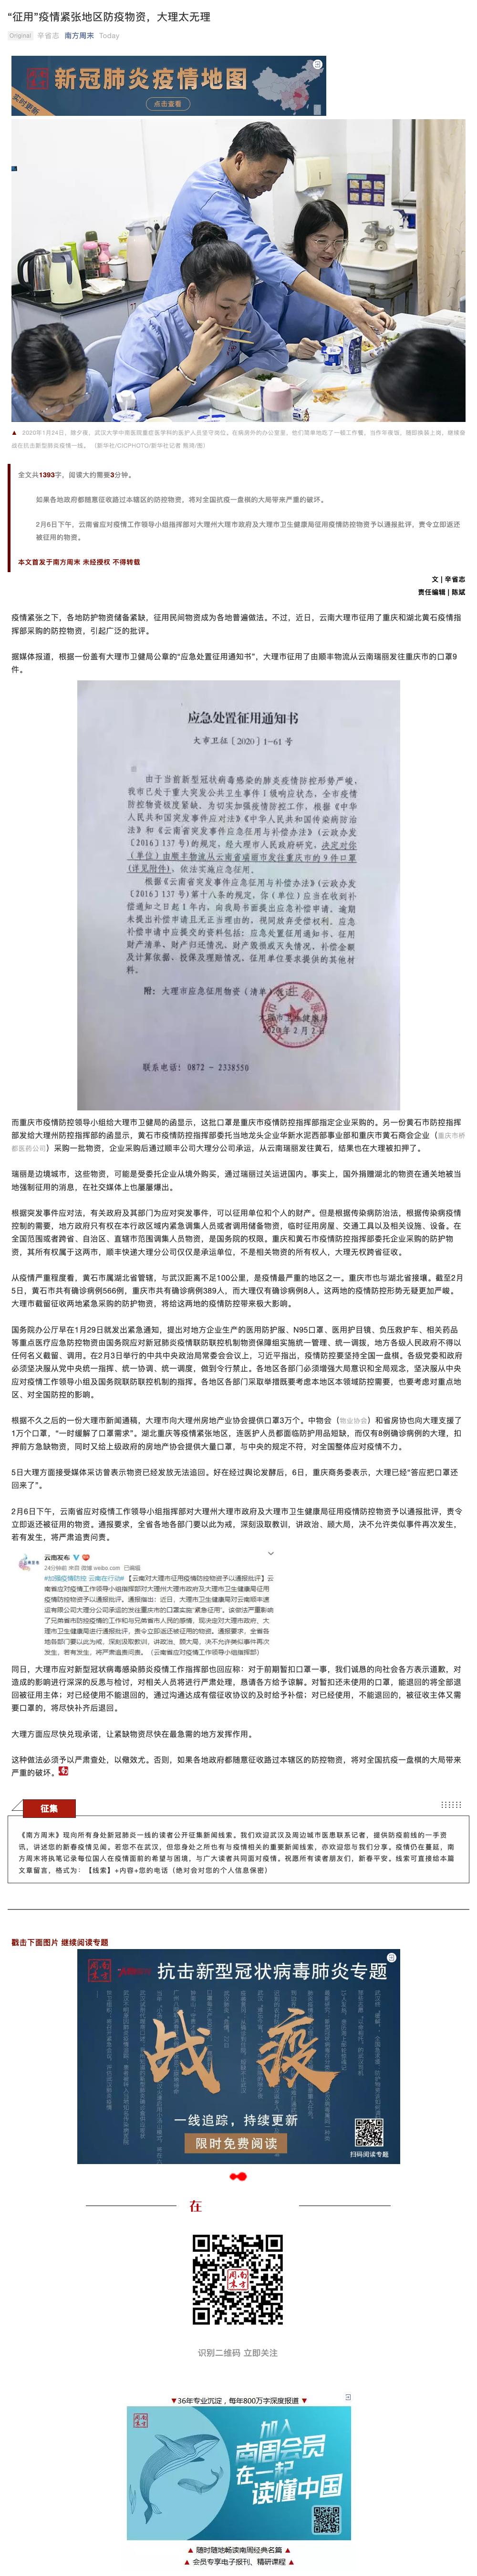 “征用”疫情紧张地区防疫物资，大理太无理
Original 辛省志 南方周末 Today
新冠肺炎疫情地图
实时更新
点击查看
▲ 2020年1月24日，除夕夜，武汉大学中南医院重症医学科的医护人员坚守岗位。在病房外的办公室里，他们简单地吃了一顿工作餐，当作年夜饭，随即换装上岗，继续奋
战在抗击新型肺炎疫情一线。（新华社/CICPHOTO/新华社记者 熊琦/图）
全文共1393字，阅读大约需要3分钟。
如果各地政府都随意征收路过本辖区的防控物资，将对全国抗疫一盘棋的大局带来严重的破坏。
2月6日下午，云南省应对疫情工作领导小组指挥部对大理州大理市政府及大理市卫生健康局征用疫情防控物资予以通报批评，责令立即返还
被征用的物资。
本文首发于南方周末 未经授权 不得转载
文 | 辛省志
责任编辑 | 陈斌
疫情紧张之下，各地防护物资储备紧缺，征用民间物资成为各地普遍做法。不过，近日，云南大理市征用了重庆和湖北黄石疫情指
挥部采购的防控物资，引起广泛的批评。
据媒体报道，根据一份盖有大理市卫健局公章的“应急处置征用通知书”，大理市征用了由顺丰物流从云南瑞丽发往重庆市的口罩9
件。
应急处置征用通知书
大市卫征〔2020〕1—61号
由于当前新型冠状病毒感染的肺炎疫情防控形势严峻，
我市已处于重大突发公共卫生事件Ⅰ级响应状态，全市疫情
防控物资极度紧缺，为切实加强疫情防控工作，根据《中华
人民共和国突发事件应对法》《中华人民共和国传染病防治
法》和《云南省突发事件应急征用与补偿办法》（云政办发
【2016】137号）的规定，经大理市人民政府研究，决定对你
（单位）由顺丰物流从云南省瑞丽市发往重庆市的9件口罩
（详见附件），依法实施应急征用。
根据《云南省突发事件应急征用与补偿办法》（云政办发
【2016】137号）第十八条的规定，你（单位）应当在收到补
偿通知之日起1年内，向我局书面提出应急征用补偿申请，逾期
未提出补偿申请且无正当理由的，视同放弃受偿权利。应急
征用补偿申请中应提交的资料包括：应急处置征用通知书、征用
财产清单、财产归还情况、财产毁损或灭失情况、补偿金额
及计算依据、投保及理赔情况、征用单位要求提供的其他材
料。
附：大理市应急征用物资（清单）凭证
大理市卫生健康局
2020年2月2日
联系电话：0872 - 2338550
而重庆市疫情防控领导小组给大理市卫健局的函显示，这批口罩是重庆市疫情防控指挥部指定企业采购的。另一份黄石市防控指挥
部发给大理州防控指挥部的函显示，黄石市疫情防控指挥部委托当地龙头企业华新水泥西部事业部和重庆市黄石商会企业（重庆市桥
都医药公司）采购一批物资，企业采购后通过顺丰公司大理分公司承运，从云南瑞丽发往黄石，结果也在大理被扣押了。
瑞丽是边境城市，这些物资，可能是受委托企业从境外购买，通过瑞丽过关运进国内。事实上，国外捐赠湖北的物资在通关地被当
地强制征用的消息，在社交媒体上也屡屡爆出。
根据突发事件应对法，有关政府及其部门为应对突发事件，可以征用单位和个人的财产。但是根据传染病防治法，根据传染病疫情
控制的需要，地方政府只有权在本行政区域内紧急调集人员或者调用储备物资，临时征用房屋、交通工具以及相关设施、设备。在
全国范围或者跨省、自治区、直辖市范围调集人员物资，是国务院的权限。重庆和黄石市疫情防控指挥部委托企业采购的防护物
资，其所有权属于这两市，顺丰快递大理分公司仅仅是承运单位，不是相关物资的所有权人，大理无权跨省征收。
从疫情严重程度看，黄石市属湖北省管辖，与武汉距离不足100公里，是疫情最严重的地区之一。重庆市也与湖北省接壤。截至2月
5日，黄石市共有确诊病例566例，重庆市共有确诊病例389人，而大理仅有确诊病例8人。这两地的疫情防控形势无疑更加严峻。
大理市截留征收两地紧急采购的防护物资，将给这两地的疫情防控带来极大影响。
国务院办公厅早在1月29日就发出紧急通知，提出对地方企业生产的医用防护服、N95口罩、医用护目镜、负压救护车、相关药品
等重点医疗应急防控物资由国务院应对新冠肺炎疫情联防联控机制物资保障组实施统一管理、统一调拨，地方各级人民政府不得以
任何名义截留、调用。在2月3日举行的中共中央政治局常委会会议上，习近平指出，疫情防控要坚持全国一盘棋。各级党委和政府
必须坚决服从党中央统一指挥、统一协调、统一调度，做到令行禁止。各地区各部门必须增强大局意识和全局观念，坚决服从中央
应对疫情工作领导小组及国务院联防联控机制的指挥。各地区各部门采取举措既要考虑本地区本领域防控需要，也要考虑对重点地
区、对全国防控的影响。
根据不久之后的一份大理市新闻通稿，大理市向大理州房地产业协会提供口罩3万个。中物会（物业协会）和省房协也向大理支援了
1万个口罩，“一时缓解了口罩需求”。湖北重庆等疫情紧张地区，连医护人员都面临防护用品短缺，而仅有8例确诊病例的大理，扣
押前方急缺物资，同时又给上级政府的房地产协会提供大量口罩，与中央的规定不符，对全国整体应对疫情不力。
5日大理方面接受媒体采访曾表示物资已经发放无法追回。好在经过舆论发酵后，6日，重庆商务委表示，大理已经“答应把口罩还
回来了”。
2月6日下午，云南省应对疫情工作领导小组指挥部对大理州大理市政府及大理市卫生健康局征用疫情防控物资予以通报批评，责令
立即返还被征用的物资。通报要求，全省各地各部门要以此为戒，深刻汲取教训，讲政治、顾大局，决不允许类似事件再次发生，
若有发生，将严肃追责问责。
云南发布
24分钟前 来自 微博 weibo.com 已编辑
#加强疫情防控 云南在行动# 【云南对大理市征用疫情防控物资予以通报批评】云
南省应对疫情工作领导小组指挥部对大理州大理市政府及大理市卫生健康局征用
疫情防控物资予以通报批评。通报指出：近日，大理市卫生健康局对云南顺丰速
运有限公司大理分公司承运的发往重庆市的口罩实施“紧急征用”。该做法严重影响
了兄弟省市防控疫情的工作和与兄弟省市人民的感情，现决定对大理市政府，大
理市卫生健康局进行通报批评，责令立即返还被征用的物资。通报要求，全省各
地各部门要以此为戒，深刻汲取教训，讲政治，顾大局，决不允许类似事件再次
发生，若有发生，将严肃追责问责。（云南省应对疫情工作领导小组指挥部）
同日，大理市应对新型冠状病毒感染肺炎疫情工作指挥部也回应称：对于前期暂扣口罩一事，我们诚恳的向社会各方表示道歉，对
造成的影响进行深深的反思与检讨，对相关人员将进行严肃处理，恳请各方给予谅解。对暂扣还未使用的口罩，能退回的将全部退
回被征用主体；对已经使用不能退回的，通过沟通达成有偿征收协议的及时给予补偿；对已经使用，不能退回的，被征收主体又需
要口罩的，将尽快补齐后退回。
大理方面应尽快兑现承诺，让紧缺物资尽快在最急需的地方发挥作用。
这种做法必须予以严肃查处，以儆效尤。否则，如果各地政府都随意征收路过本辖区的防控物资，将对全国抗疫一盘棋的大局带来
严重的破坏。
征集
《南方周末》现向所有身处新冠肺炎一线的读者公开征集新闻线索。我们欢迎武汉及周边城市医患联系记者，提供防疫前线的一手资
讯，讲述您的新春疫情见闻。若您不在武汉，但您身处之所也有与疫情相关的重要新闻线索，亦欢迎您与我们分享。疫情仍在蔓延，南
方周末将执笔记录每位国人在疫情面前的希望与困境，与广大读者共同面对疫情。祝愿所有读者朋友们，新春平安。线索可直接给本篇
文章留言，格式为：【线索】+内容+您的电话（绝对会对您的个人信息保密）
戳击下面图片 继续阅读专题
南方周末 抗击新型冠状病毒肺炎专题
战疫
一线追踪，持续更新
限时免费阅读
扫码阅读专题
在
南方周末
识别二维码 立即关注
▼36年专业沉淀，每年800万字深度报道▼
加入
南周会员
在一起
读懂中国
▲ 随时随地畅读南周经典名篇 ▲
▲ 会员专享电子报刊、精研课程 ▲